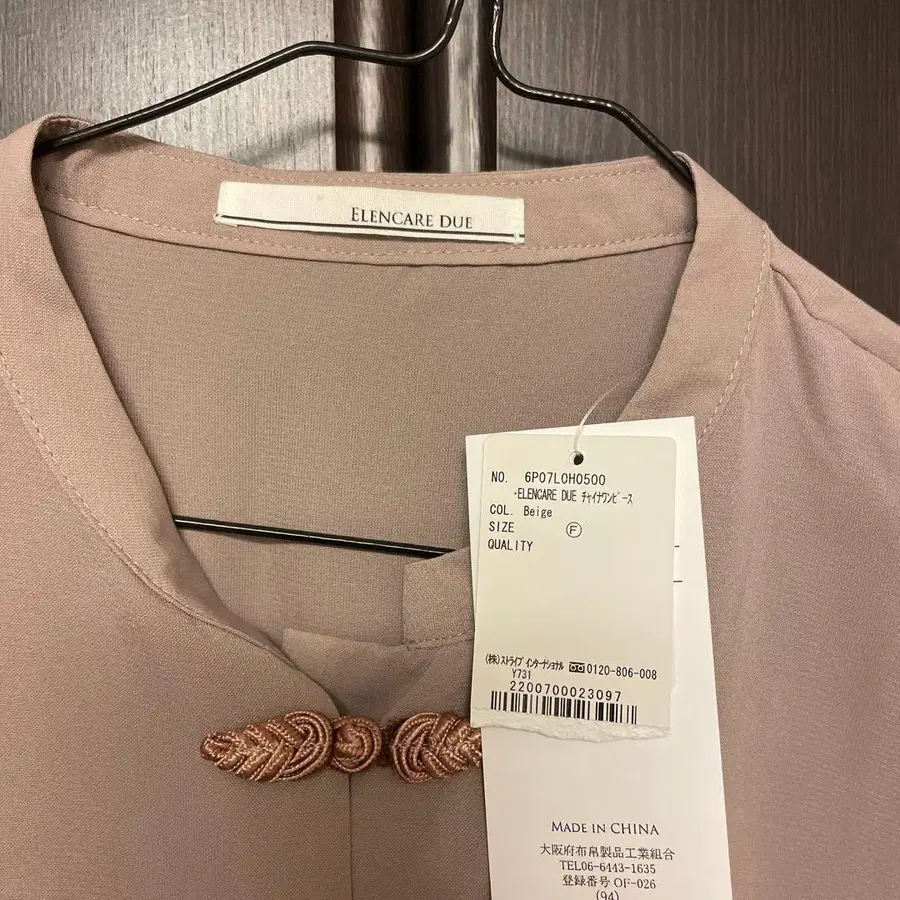 ELENCARE DUE
NO. 6P07L0H0500
・ELENCARE DUE チャイナワンピース
COL. Beige
SIZE F
QUALITY
(株)ストライプ インターナショナル 0120-806-008
Y731
2200700023097
MADE IN CHINA
大阪府布帛製品工業組合
TEL06-6443-1635
登録番号 OF-026
(94)